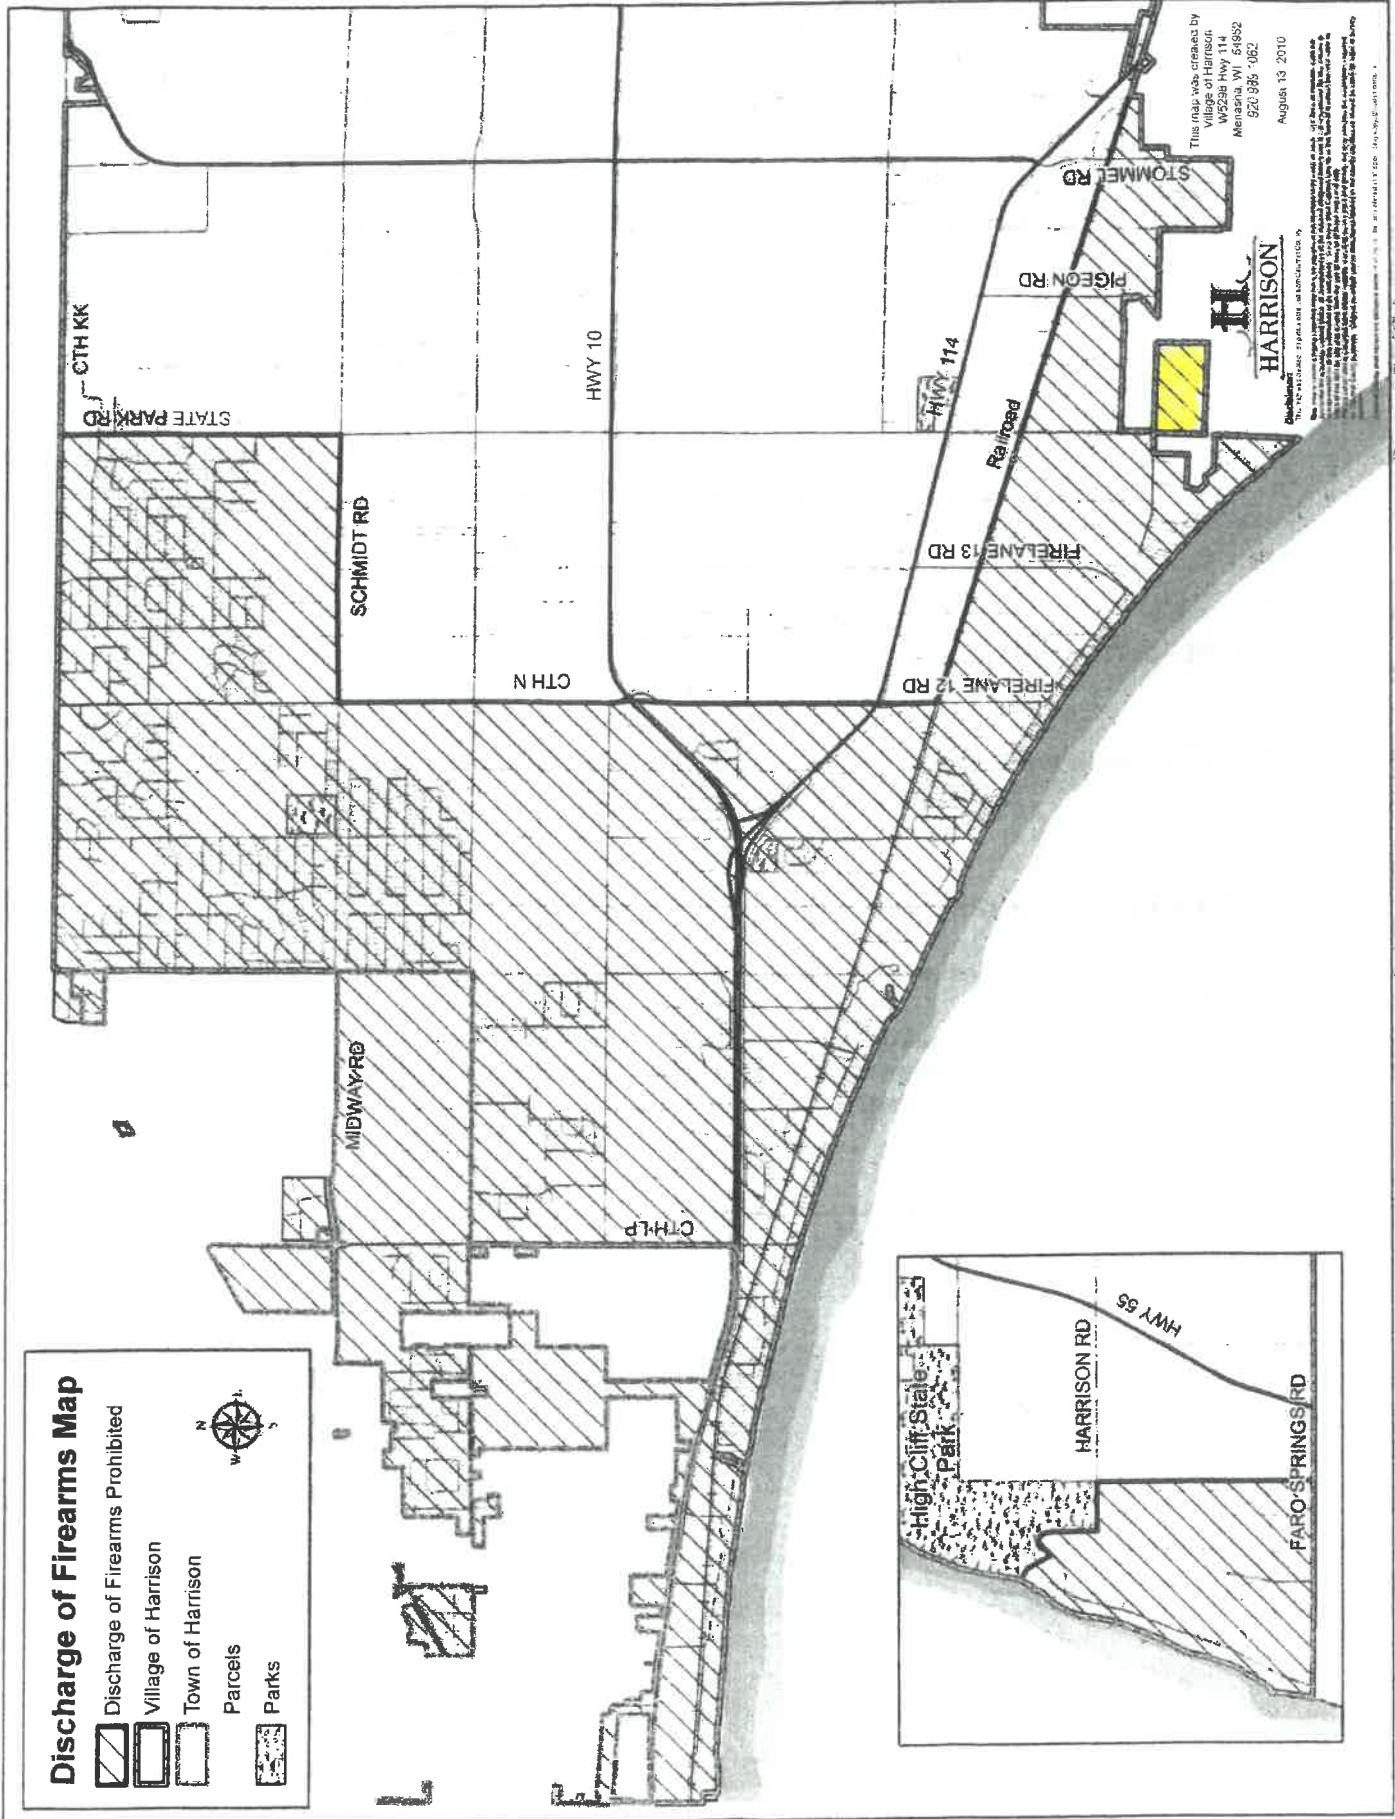 Discharge of Firearms Map
Discharge of Firearms Prohibited
Village of Harrison
Town of Harrison
Parcels
Parks
N
W
CTH KK
STATE PARK RD
SCHMIDT RD
HWY 10
CTH N
MIDWAY RD
CTH LP
HWY 114
Railroad
STOMMEL RD
PIGEON RD
FIRELANE 13 RD
FIRELANE 12 RD
High Cliff State
Park
HARRISON RD
HWY 55
FARO SPRINGS RD
H
HARRISON
This map was created by
Village of Harrison
W5298 Hwy 114
Menasha, WI 54952
920 989 1062
August 13 2010